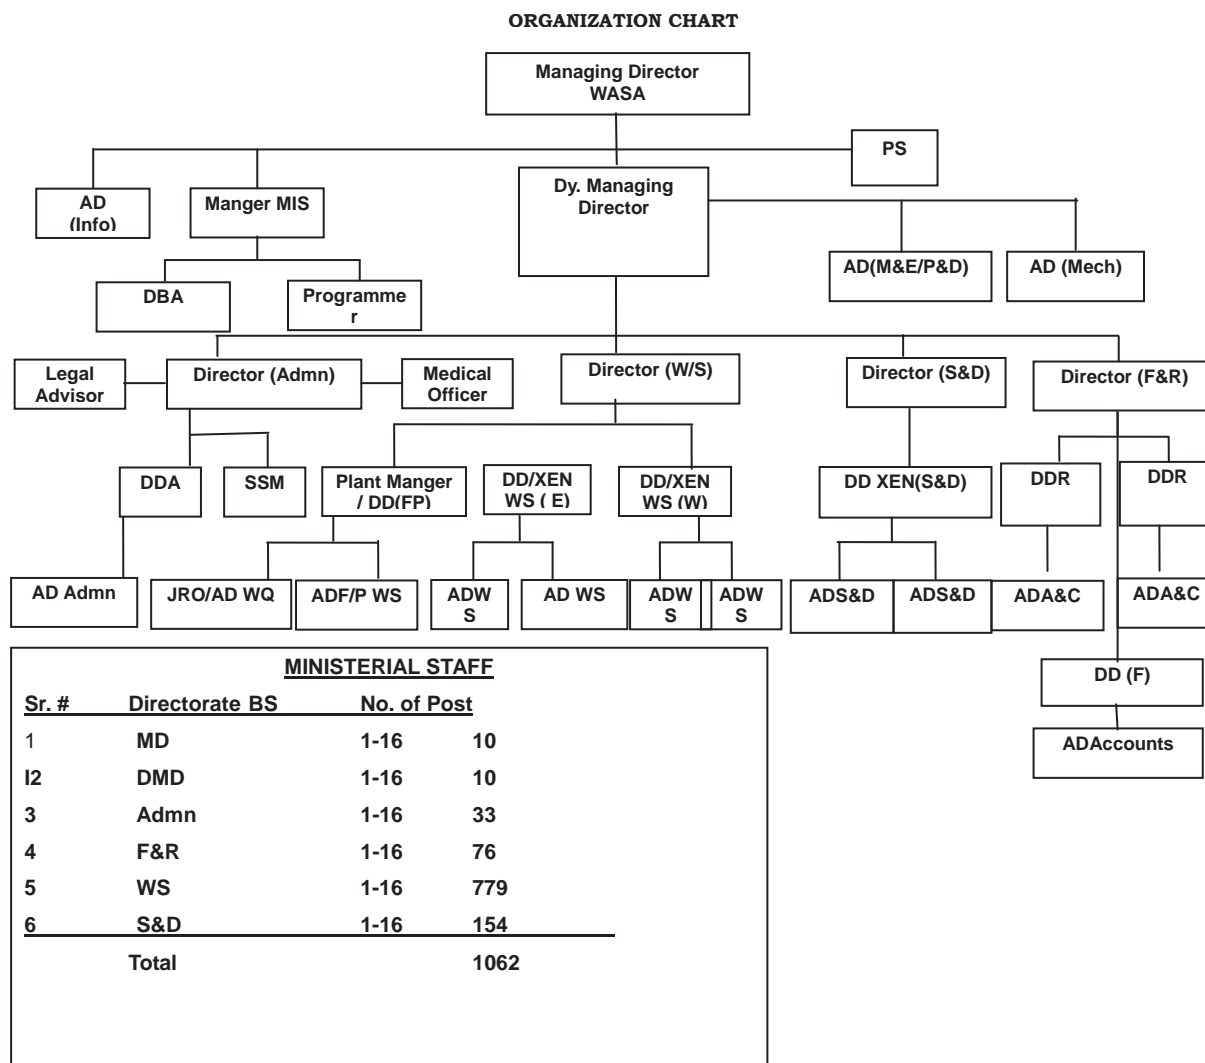 ORGANIZATION CHART
Managing Director
WASA
PS
AD
(Info)
Manger MIS
Dy. Managing
Director
AD(M&E/P&D)
AD (Mech)
DBA
Programme
r
Legal
Advisor
Director (Admn)
Medical
Officer
Director (W/S)
Director (S&D)
Director (F&R)
DDA
SSM
Plant Manger
/ DD(FP)
DD/XEN
WS ( E)
DD/XEN
WS (W)
DD XEN(S&D)
DDR
DDR
AD Admn
JRO/AD WQ
ADF/P WS
ADW
S
AD WS
ADW
S
ADW
S
ADS&D
ADS&D
ADA&C
ADA&C
DD (F)
ADAccounts
MINISTERIAL STAFF
Sr. # Directorate BS No. of Post
1 MD 1-16 10
I2 DMD 1-16 10
3 Admn 1-16 33
4 F&R 1-16 76
5 WS 1-16 779
6 S&D 1-16 154
Total 1062